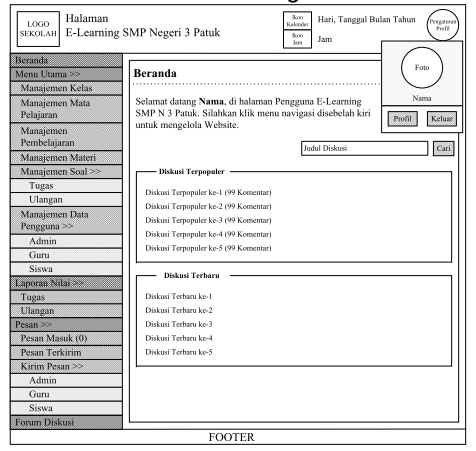 LOGO
SEKOLAH
Halaman
E-Learning SMP Negeri 3 Patuk
Ikon
Kalender
Hari, Tanggal Bulan Tahun
Ikon
Jam
Jam
Pengaturan
Profil
Foto
Nama
Profil
Keluar
Beranda
Menu Utama >>
Manajemen Kelas
Manajemen Mata
Pelajaran
Manajemen
Pembelajaran
Manajemen Materi
Manajemen Soal >>
Tugas
Ulangan
Manajemen Data
Pengguna >>
Admin
Guru
Siswa
Laporan Nilai >>
Tugas
Ulangan
Pesan >>
Pesan Masuk (0)
Pesan Terkirim
Kirim Pesan >>
Admin
Guru
Siswa
Forum Diskusi
Beranda
Selamat datang Nama, di halaman Pengguna E-Learning
SMP N 3 Patuk. Silahkan klik menu navigasi disebelah kiri
untuk mengelola Website.
Judul Diskusi
Cari
Diskusi Terpopuler
Diskusi Terpopuler ke-1 (99 Komentar)
Diskusi Terpopuler ke-2 (99 Komentar)
Diskusi Terpopuler ke-3 (99 Komentar)
Diskusi Terpopuler ke-4 (99 Komentar)
Diskusi Terpopuler ke-5 (99 Komentar)
Diskusi Terbaru
Diskusi Terbaru ke-1
Diskusi Terbaru ke-2
Diskusi Terbaru ke-3
Diskusi Terbaru ke-4
Diskusi Terbaru ke-5
FOOTER